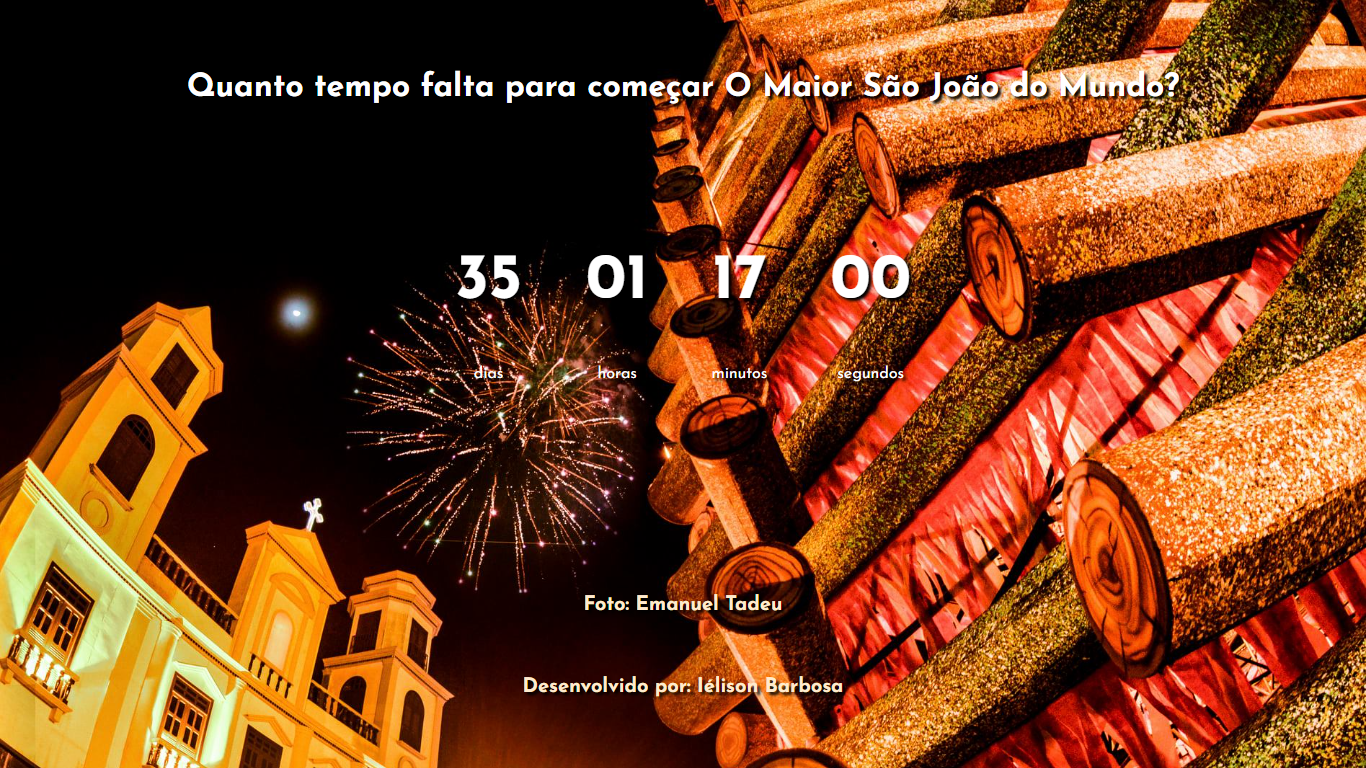 Quanto tempo falta para começar O Maior São João do Mundo?
35 01 17 00
dias horas minutos segundos
Foto: Emanuel Tadeu
Desenvolvido por: Iélison Barbosa